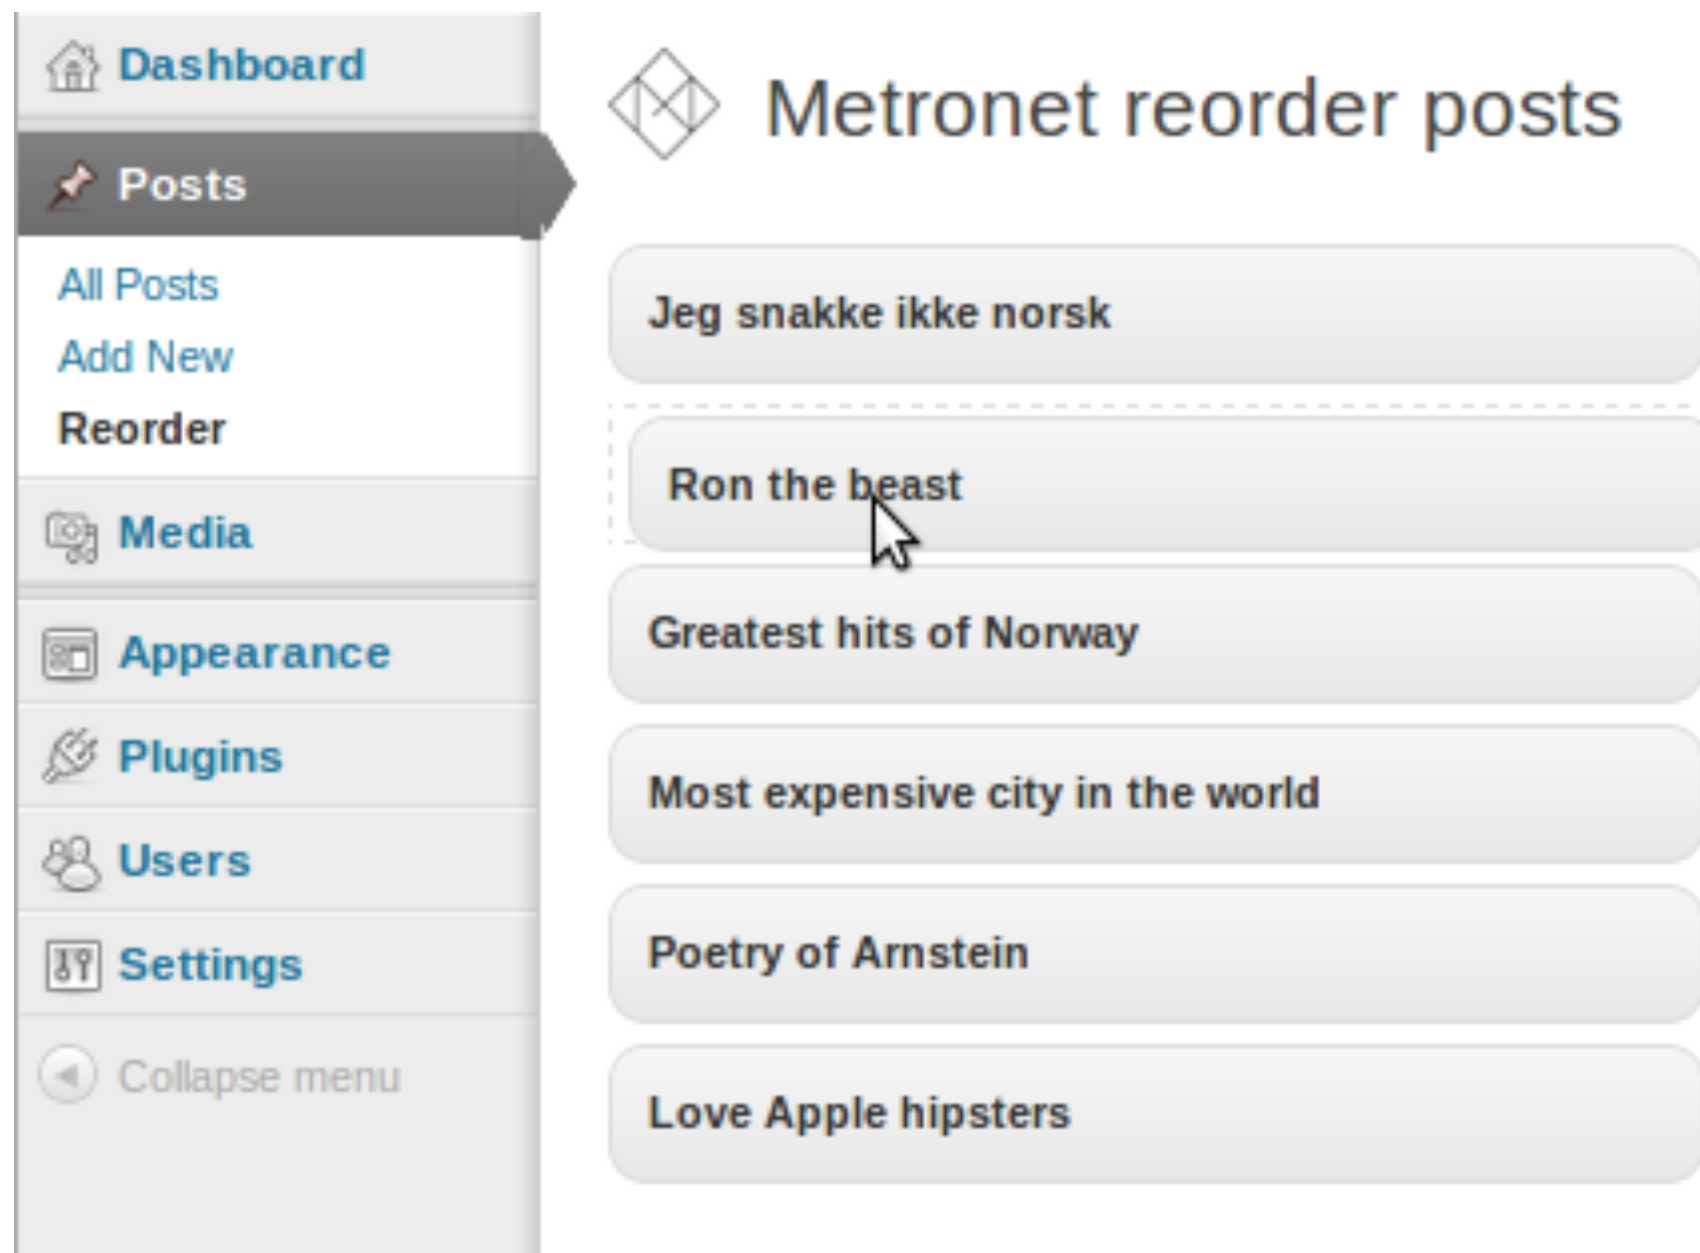 Dashboard
Posts
All Posts
Add New
Reorder
Media
Appearance
Plugins
Users
Settings
Collapse menu
Metronet reorder posts
Jeg snakke ikke norsk
Ron the beast
Greatest hits of Norway
Most expensive city in the world
Poetry of Arnstein
Love Apple hipsters